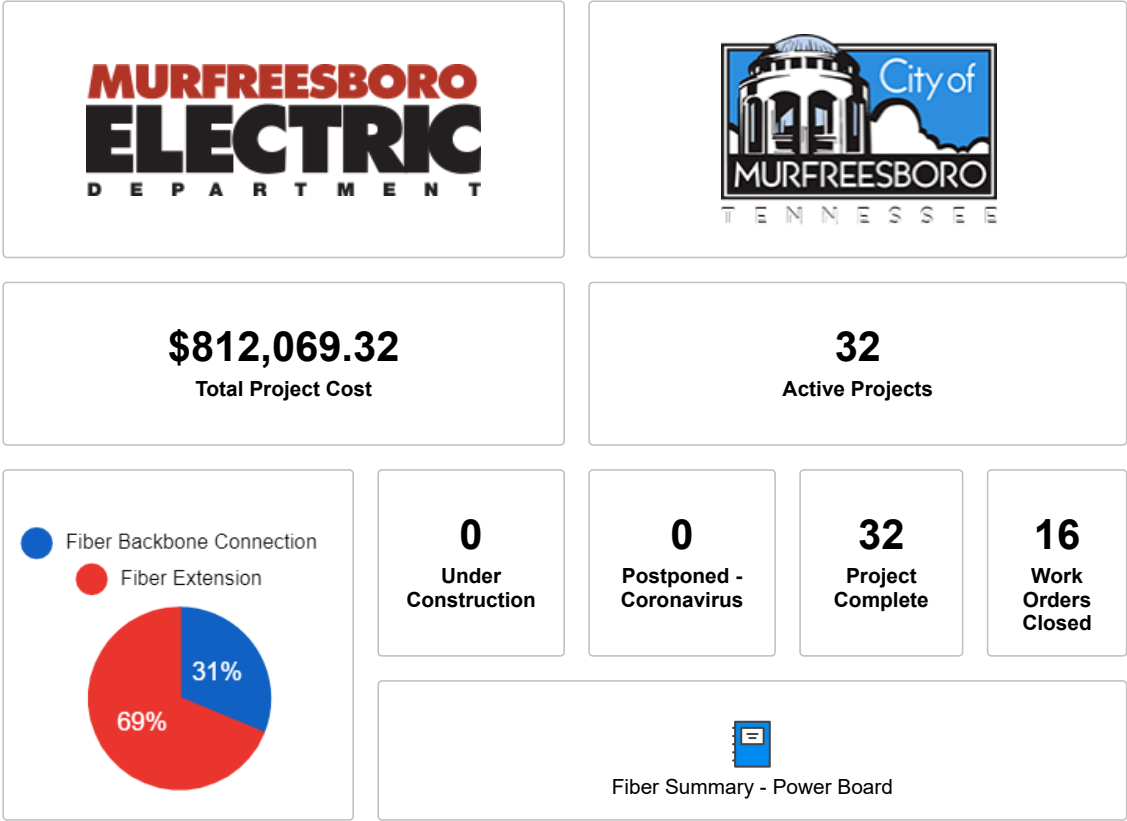 MURFREESBORO
ELECTRIC
DEPARTMENT
City of
MURFREESBORO
TENNESSEE
$812,069.32
Total Project Cost
32
Active Projects
Fiber Backbone Connection
Fiber Extension
31%
69%
0
Under
Construction
0
Postponed -
Coronavirus
32
Project
Complete
16
Work
Orders
Closed
Fiber Summary - Power Board